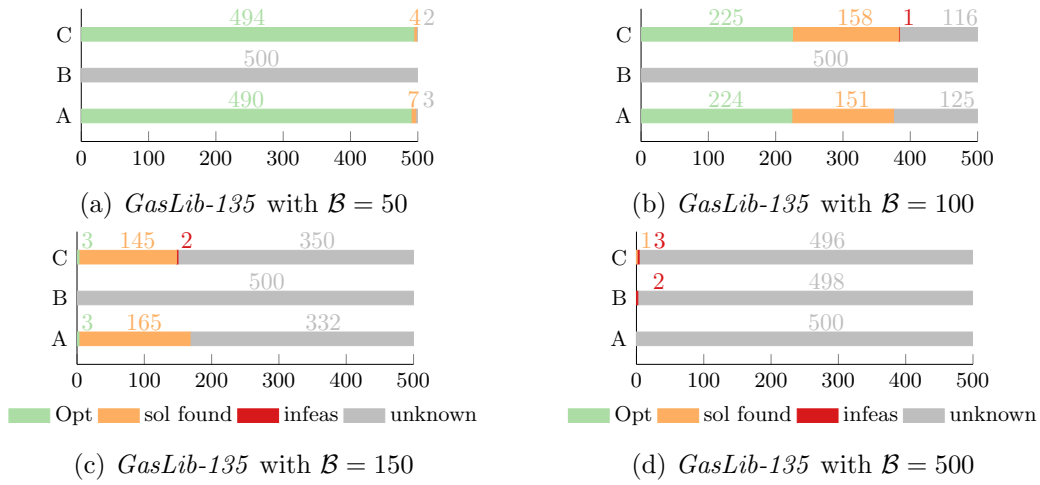 494 4 2
C
500
B
490 7 3
A
0 100 200 300 400 500
(a) GasLib-135 with B = 50
225 158 1 116
C
500
B
224 151 125
A
0 100 200 300 400 500
(b) GasLib-135 with B = 100
3 145 2 350
C
500
B
3 165 332
A
0 100 200 300 400 500
Opt sol found infeas unknown
(c) GasLib-135 with B = 150
1 3 496
C
2 498
B
500
A
0 100 200 300 400 500
Opt sol found infeas unknown
(d) GasLib-135 with B = 500